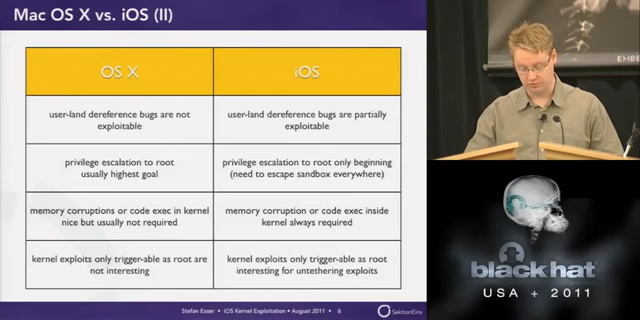 Mac OS X vs. iOS (II)
OS X
iOS
user-land dereference bugs are not
exploitable
user-land dereference bugs are partially
exploitable
privilege escalation to root
usually highest goal
privilege escalation to root only beginning
(need to escape sandbox everywhere)
memory corruptions or code exec in kernel
nice but usually not required
memory corruption or code exec inside
kernel always required
kernel exploits only trigger-able as root are
not interesting
kernel exploits only trigger-able as root
interesting for untethering exploits
Stefan Esser • iOS Kernel Exploitation • August 2011 • 6
SektionEins
EMBE
black hat®
USA + 2011